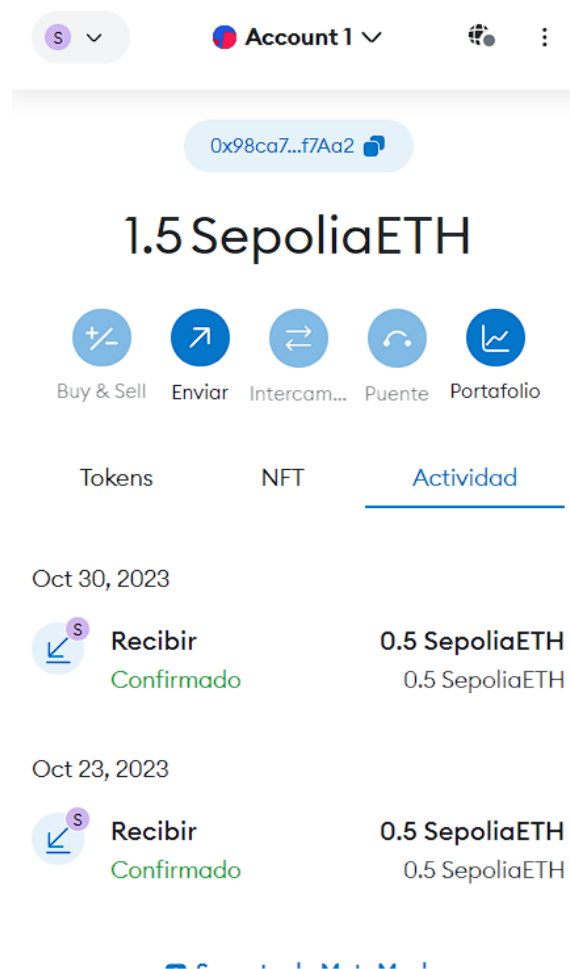 S
Account 1
0x98ca7...f7Aa2
1.5 SepoliaETH
Buy & Sell
Enviar
Intercam...
Puente
Portafolio
Tokens
NFT
Actividad
Oct 30, 2023
S
Recibir
0.5 SepoliaETH
Confirmado
0.5 SepoliaETH
Oct 23, 2023
S
Recibir
0.5 SepoliaETH
Confirmado
0.5 SepoliaETH